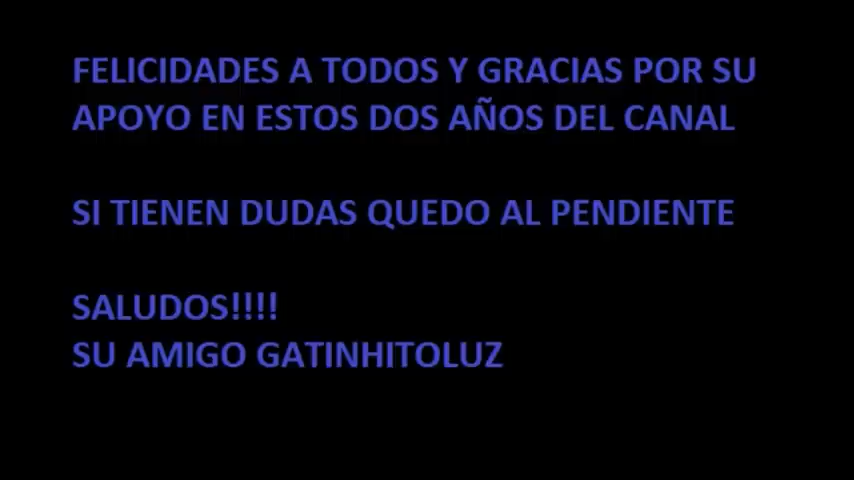 FELICIDADES A TODOS Y GRACIAS POR SU
APOYO EN ESTOS DOS AÑOS DEL CANAL
SI TIENEN DUDAS QUEDO AL PENDIENTE
SALUDOS!!!!
SU AMIGO GATINHITOLUZ